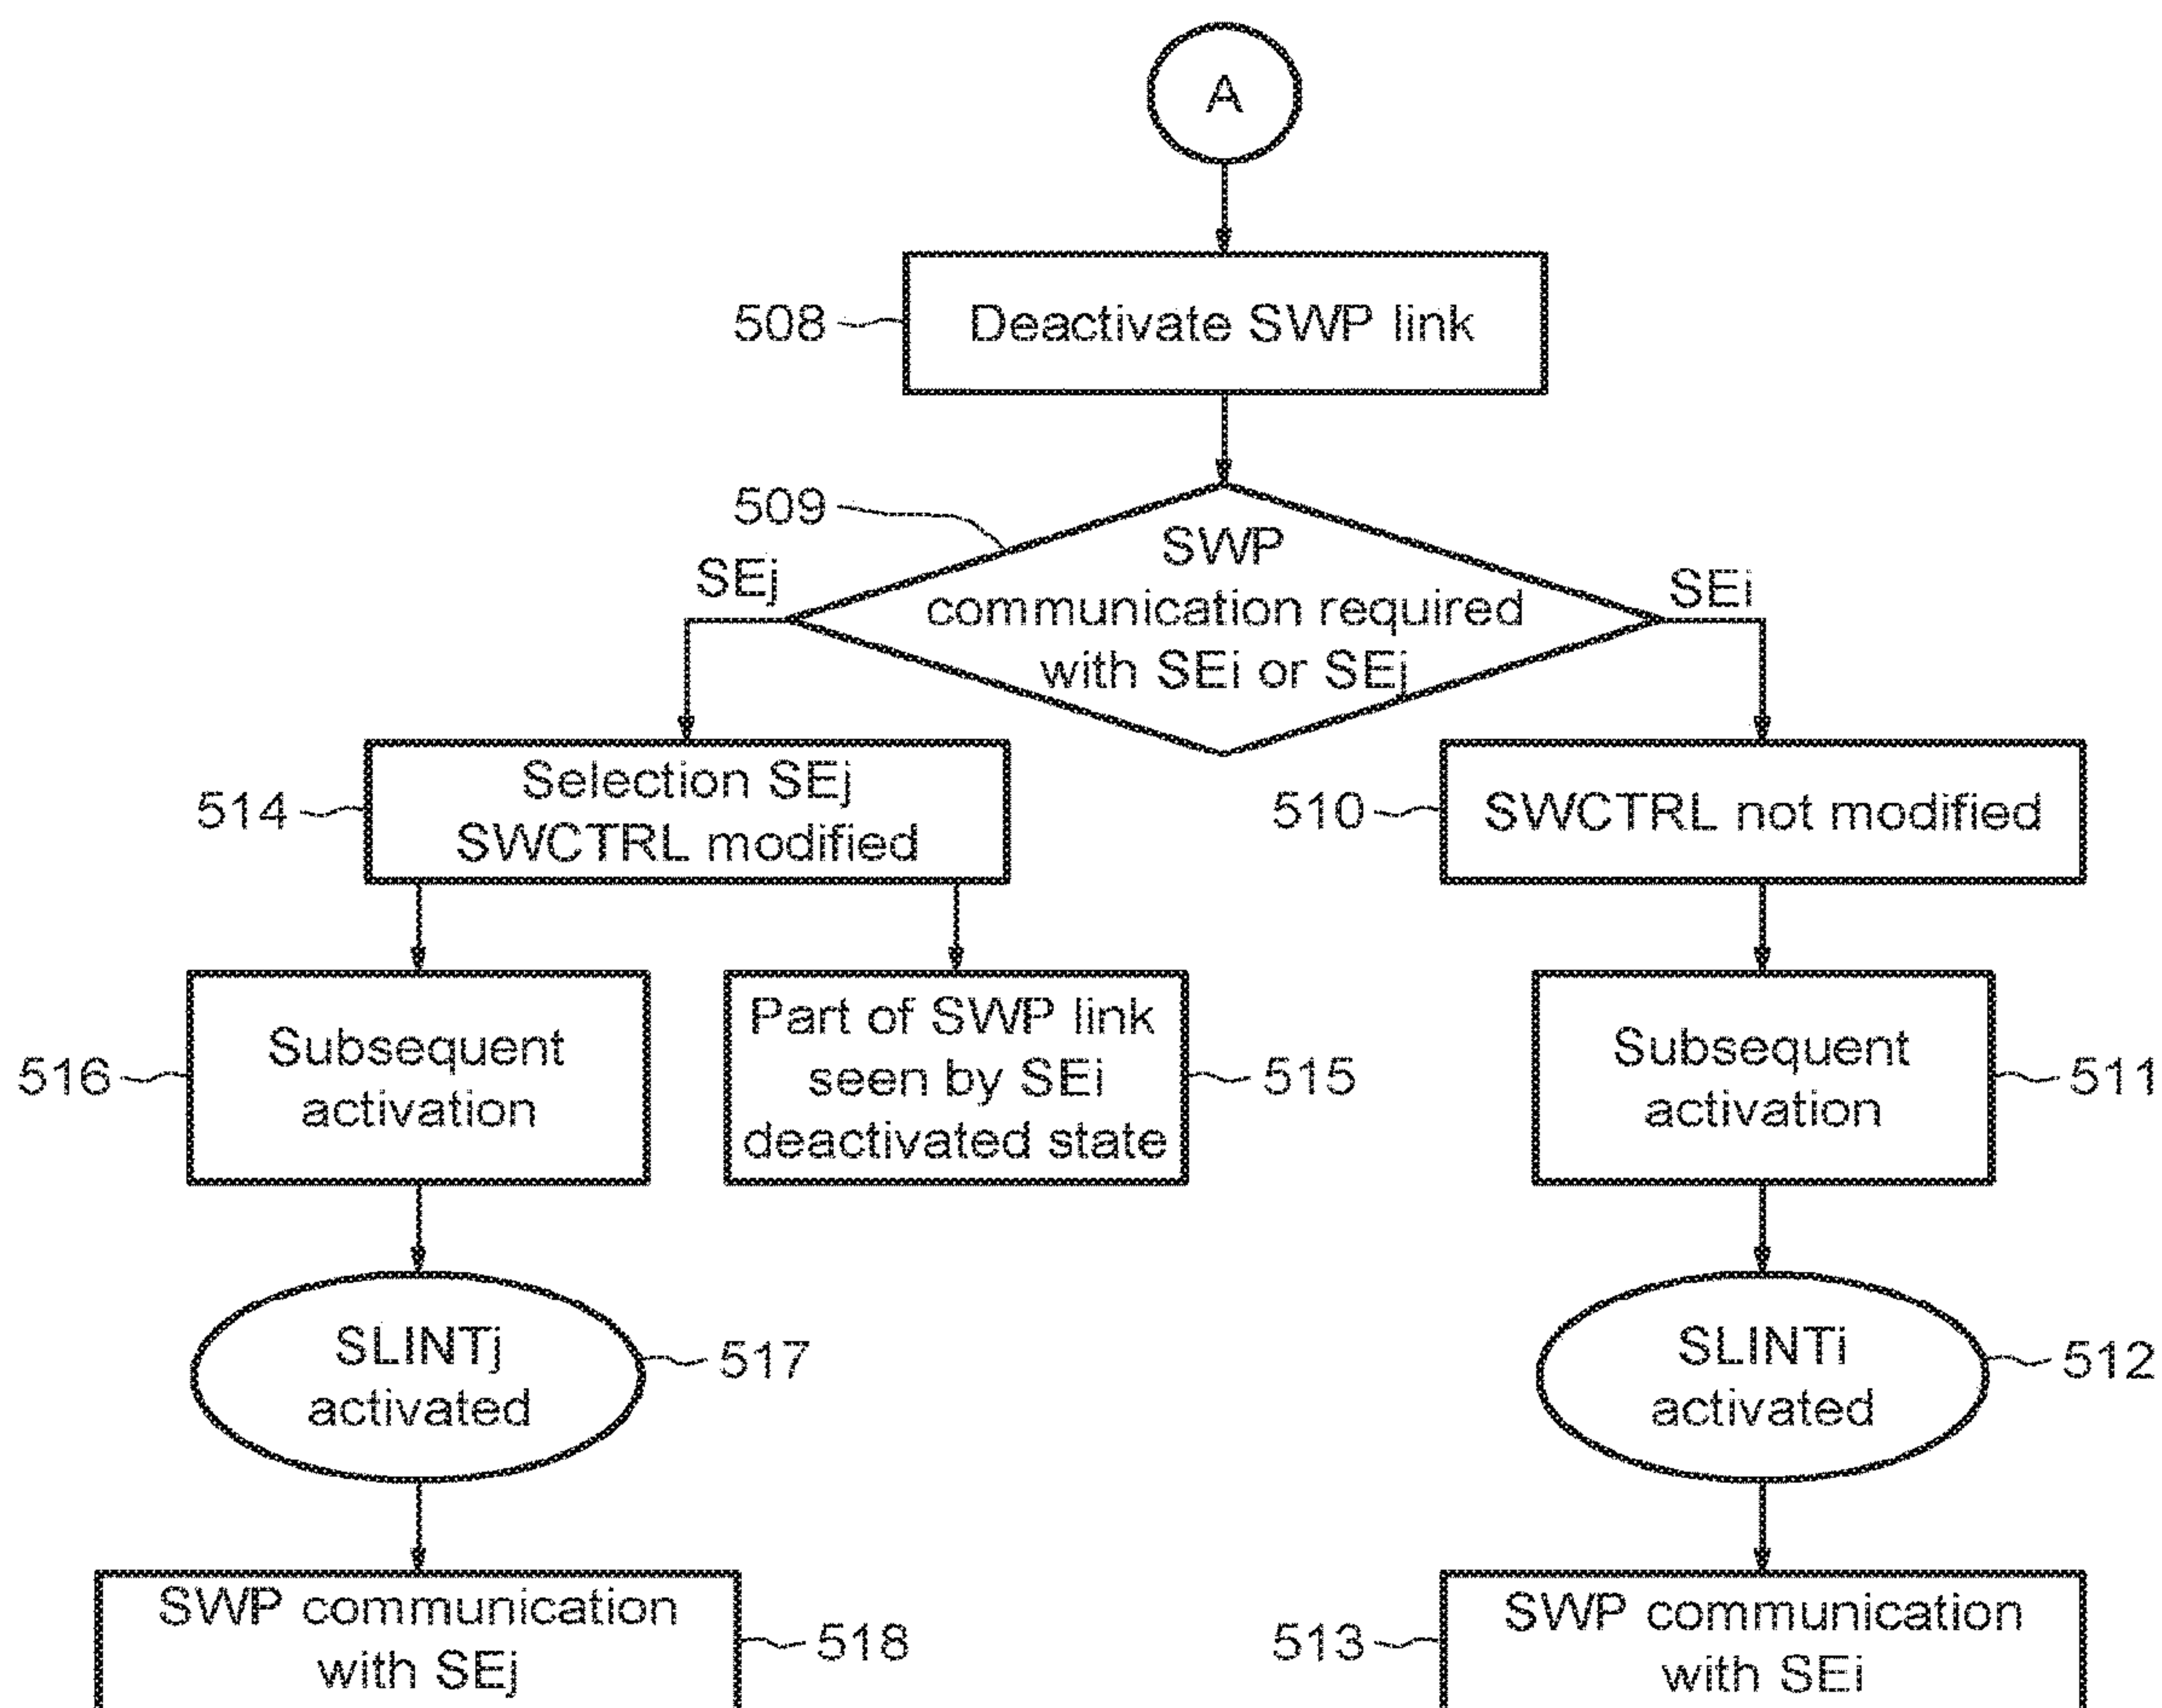 A
508
Deactivate SWP link
509
SWP
communication required
with SEi or SEj
SEj
SEi
514
Selection SEj
SWCTRL modified
510
SWCTRL not modified
516
Subsequent
activation
Part of SWP link
seen by SEi
deactivated state
515
Subsequent
activation
511
SLINTj
activated
517
SLINTi
activated
512
SWP communication
with SEj
518
513
SWP communication
with SEi